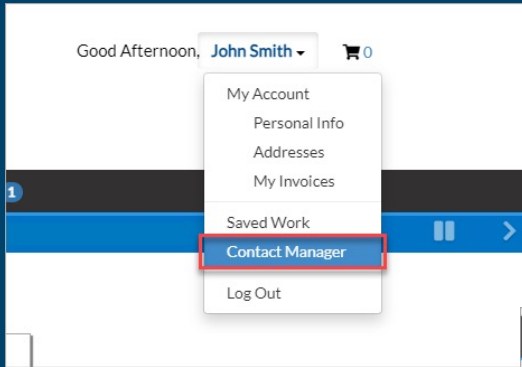 Good Afternoon, John Smith 0
My Account
Personal Info
Addresses
My Invoices
1
Saved Work
Contact Manager
Log Out